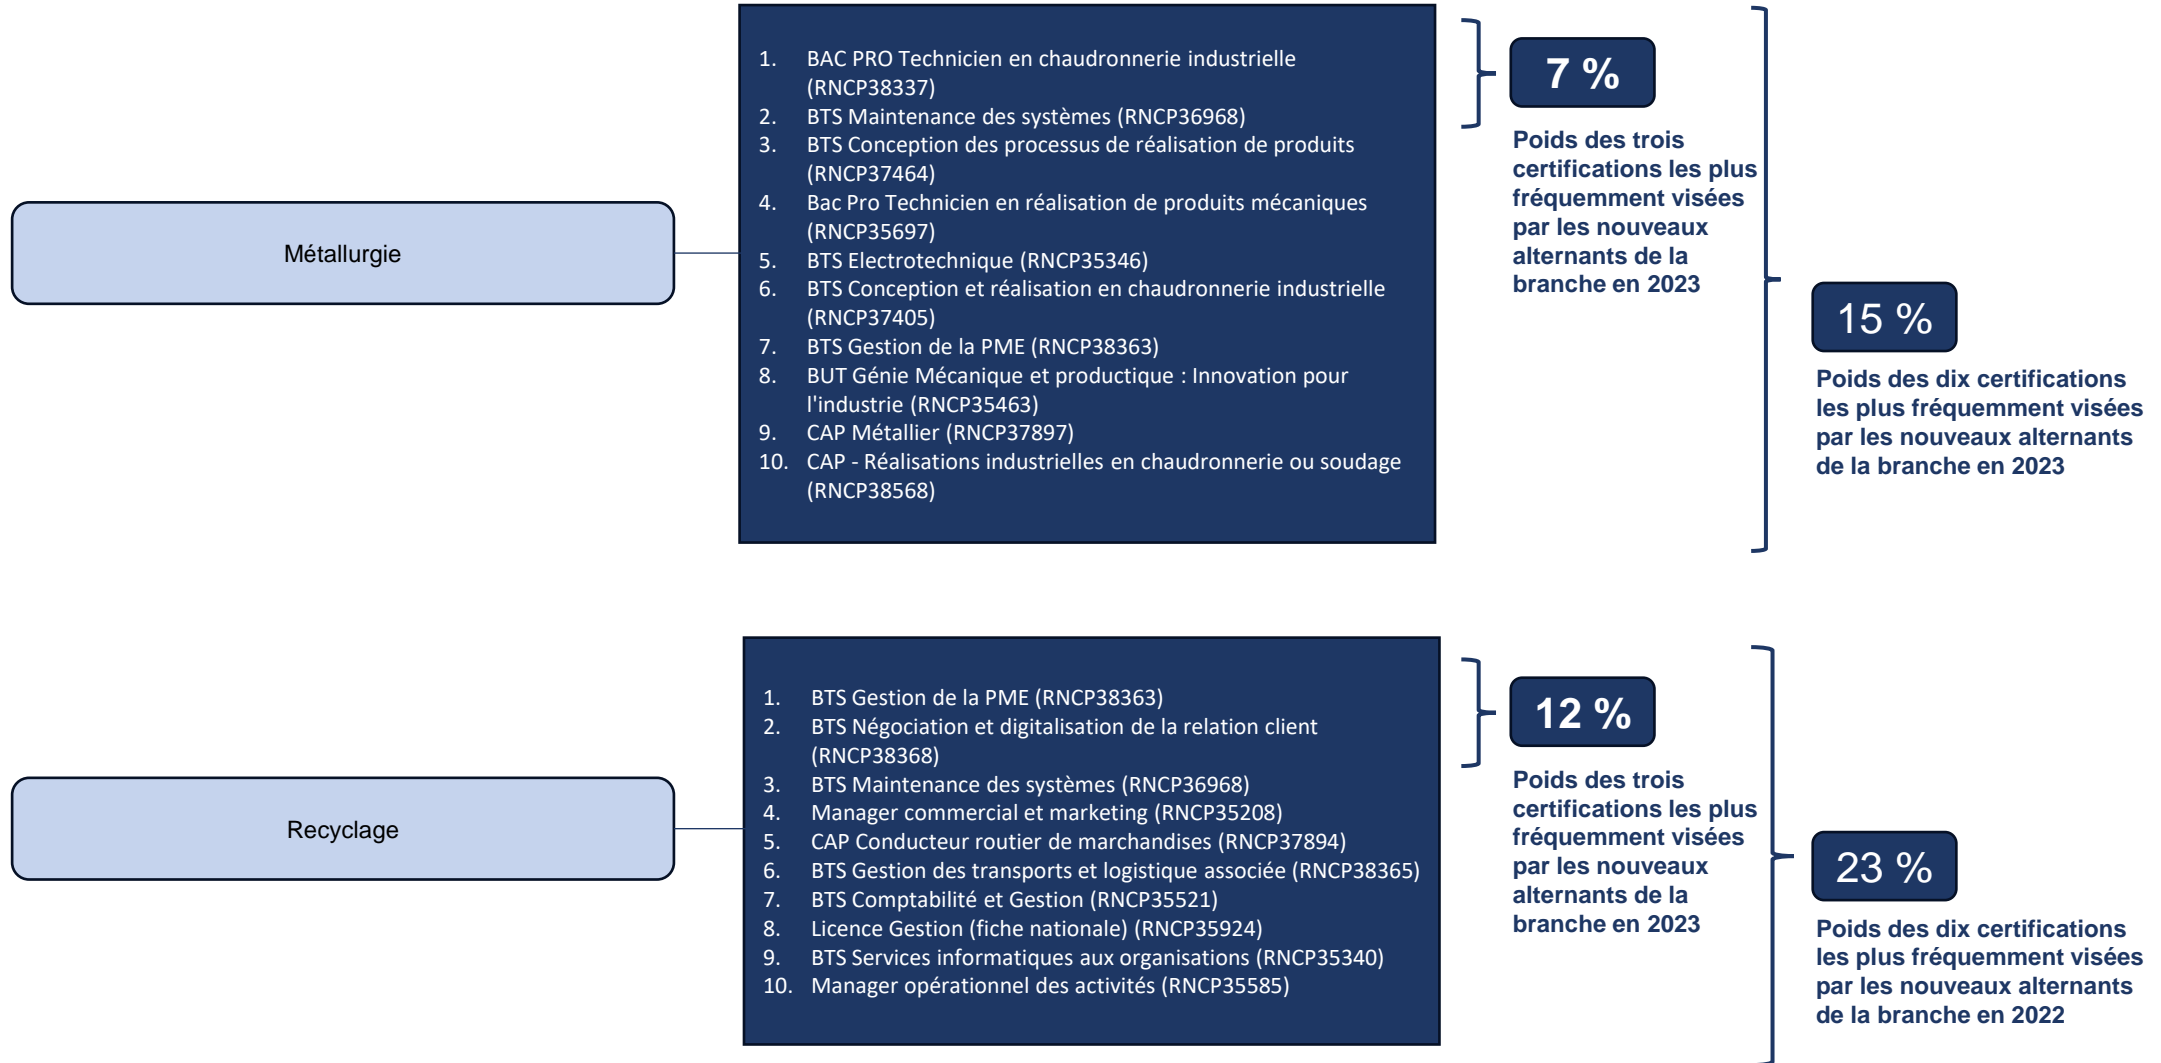 Métallurgie
1. BAC PRO Technicien en chaudronnerie industrielle
(RNCP38337)
2. BTS Maintenance des systèmes (RNCP36968)
3. BTS Conception des processus de réalisation de produits
(RNCP37464)
4. Bac Pro Technicien en réalisation de produits mécaniques
(RNCP35697)
5. BTS Electrotechnique (RNCP35346)
6. BTS Conception et réalisation en chaudronnerie industrielle
(RNCP37405)
7. BTS Gestion de la PME (RNCP38363)
8. BUT Génie Mécanique et productique : Innovation pour
l'industrie (RNCP35463)
9. CAP Métallier (RNCP37897)
10. CAP - Réalisations industrielles en chaudronnerie ou soudage
(RNCP38568)
7 %
Poids des trois
certifications les plus
fréquemment visées
par les nouveaux
alternants de la
branche en 2023
15 %
Poids des dix certifications
les plus fréquemment visées
par les nouveaux alternants
de la branche en 2023
Recyclage
1. BTS Gestion de la PME (RNCP38363)
2. BTS Négociation et digitalisation de la relation client
(RNCP38368)
3. BTS Maintenance des systèmes (RNCP36968)
4. Manager commercial et marketing (RNCP35208)
5. CAP Conducteur routier de marchandises (RNCP37894)
6. BTS Gestion des transports et logistique associée (RNCP38365)
7. BTS Comptabilité et Gestion (RNCP35521)
8. Licence Gestion (fiche nationale) (RNCP35924)
9. BTS Services informatiques aux organisations (RNCP35340)
10. Manager opérationnel des activités (RNCP35585)
12 %
Poids des trois
certifications les plus
fréquemment visées
par les nouveaux
alternants de la
branche en 2023
23 %
Poids des dix certifications
les plus fréquemment visées
par les nouveaux alternants
de la branche en 2022